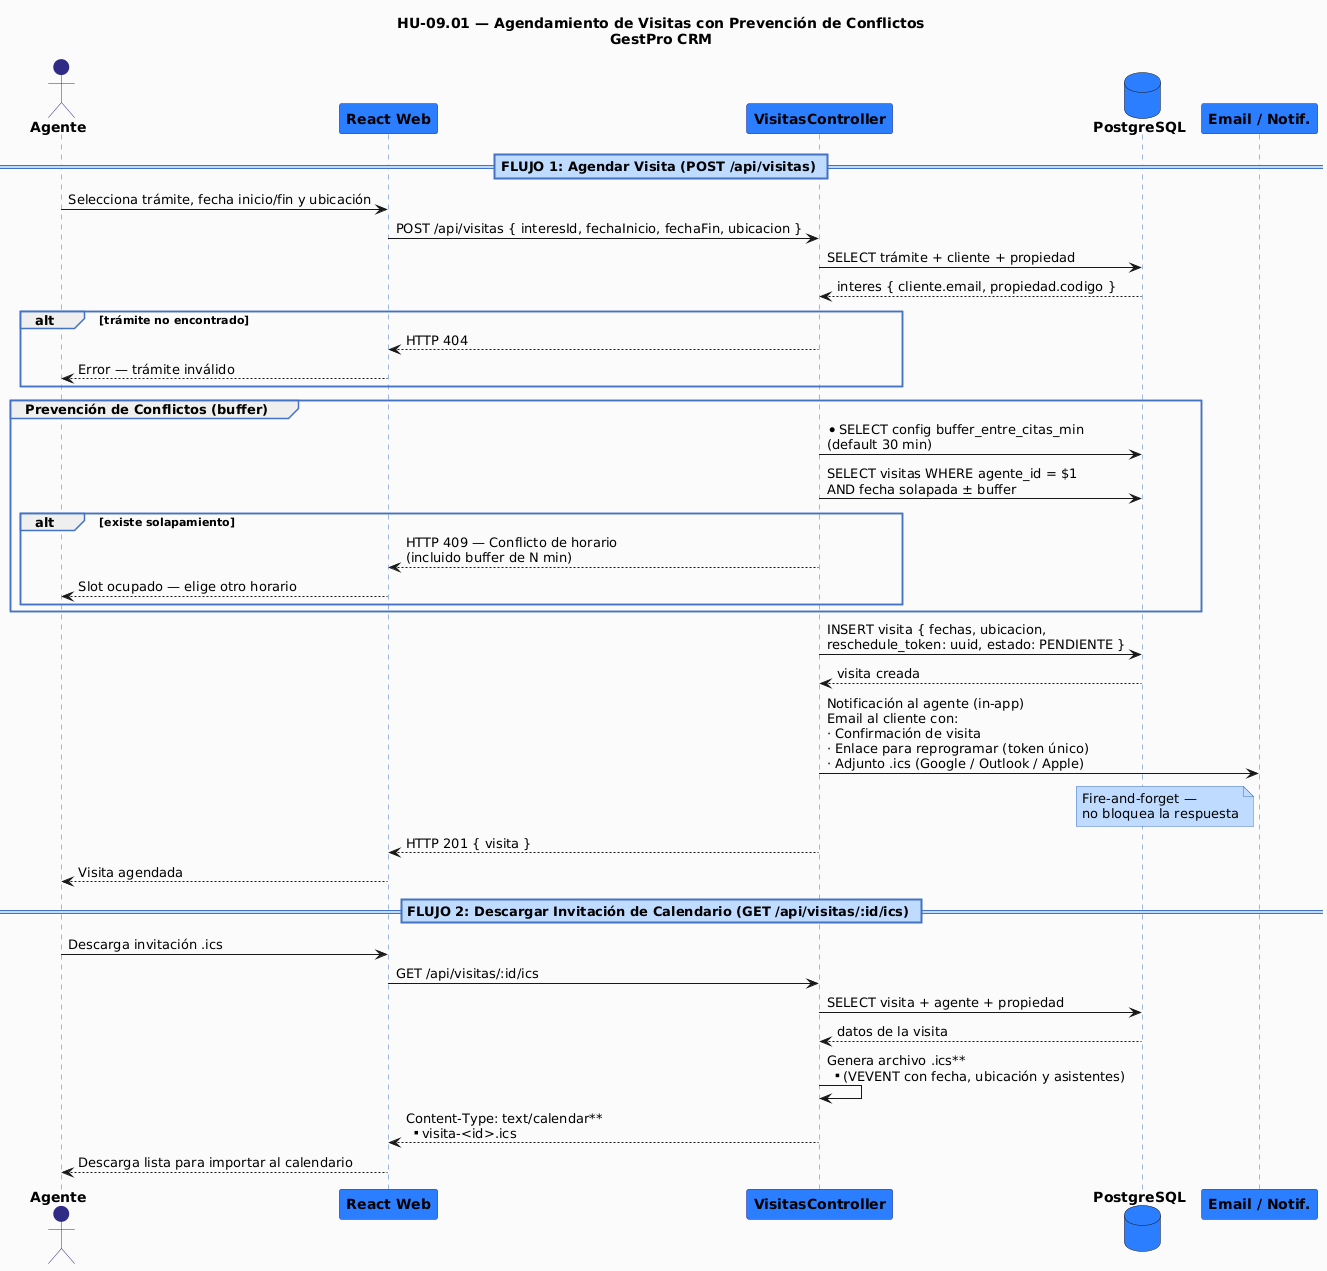 HU-09.01 — Agendamiento de Visitas con Prevención de Conflictos
GestPro CRM
Agente
React Web
VisitasController
PostgreSQL
Email / Notif.
FLUJO 1: Agendar Visita (POST /api/visitas)
Selecciona trámite, fecha inicio/fin y ubicación
POST /api/visitas { interesId, fechaInicio, fechaFin, ubicacion }
SELECT trámite + cliente + propiedad
interes { cliente.email, propiedad.codigo }
alt [trámite no encontrado]
HTTP 404
Error — trámite inválido
Prevención de Conflictos (buffer)
• SELECT config buffer_entre_citas_min
(default 30 min)
SELECT visitas WHERE agente_id = $1
AND fecha solapada ± buffer
alt [existe solapamiento]
HTTP 409 — Conflicto de horario
(incluido buffer de N min)
Slot ocupado — elige otro horario
INSERT visita { fechas, ubicacion,
reschedule_token: uuid, estado: PENDIENTE }
visita creada
Notificación al agente (in-app)
Email al cliente con:
· Confirmación de visita
· Enlace para reprogramar (token único)
· Adjunto .ics (Google / Outlook / Apple)
Fire-and-forget —
no bloquea la respuesta
HTTP 201 { visita }
Visita agendada
FLUJO 2: Descargar Invitación de Calendario (GET /api/visitas/:id/ics)
Descarga invitación .ics
GET /api/visitas/:id/ics
SELECT visita + agente + propiedad
datos de la visita
Genera archivo .ics**
▪ (VEVENT con fecha, ubicación y asistentes)
Content-Type: text/calendar**
▪ visita-<id>.ics
Descarga lista para importar al calendario
Agente
React Web
VisitasController
PostgreSQL
Email / Notif.